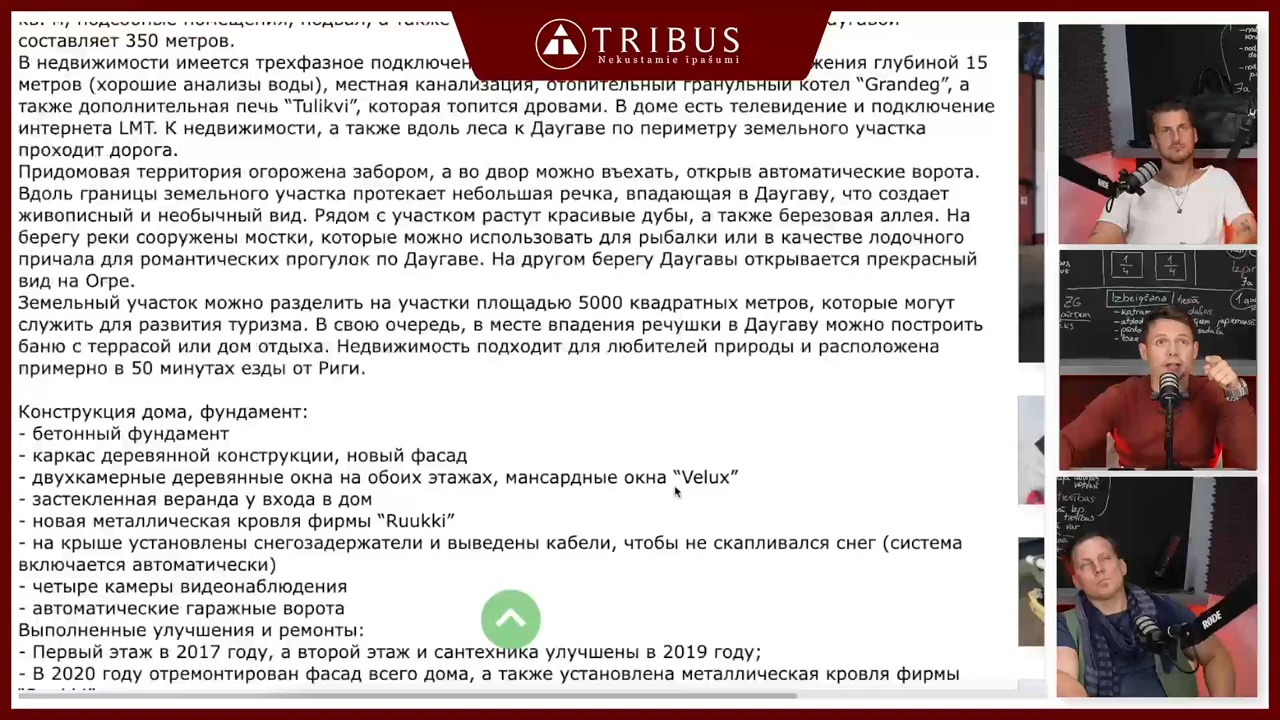 составляет 350 метров.
TRIBUS
Nekustamie īpašumi
В недвижимости имеется трехфазное
глубиной 15
метров (хорошие анализы воды), местная канализация, отопительный гранульный котел “Grandeg”, а
также дополнительная печь “Tulikvi”, которая топится дровами. В доме есть телевидение и подключение
интернета LMT. К недвижимости, а также вдоль леса к Даугаве по периметру земельного участка
проходит дорога.
Придомовая территория огорожена забором, а во двор можно въехать, открыв автоматические ворота.
Вдоль границы земельного участка протекает небольшая речка, впадающая в Даугаву, что создает
живописный и необычный вид. Рядом с участком растут красивые дубы, а также березовая аллея. На
берегу реки сооружены мостки, которые можно использовать для рыбалки или в качестве лодочного
причала для романтических прогулок по Даугаве. На другом берегу Даугавы открывается прекрасный
вид на Огре.
Земельный участок можно разделить на участки площадью 5000 квадратных метров, которые могут
служить для развития туризма. В свою очередь, в месте впадения речушки в Даугаву можно построить
баню с террасой или дом отдыха. Недвижимость подходит для любителей природы и расположена
примерно в 50 минутах езды от Риги.
Конструкция дома, фундамент:
- бетонный фундамент
- каркас деревянной конструкции, новый фасад
- двухкамерные деревянные окна на обоих этажах, мансардные окна “Velux”
- застекленная веранда у входа в дом
- новая металлическая кровля фирмы “Ruukki”
- на крыше установлены снегозадержатели и выведены кабели, чтобы не скапливался снег (система
включается автоматически)
- четыре камеры видеонаблюдения
- автоматические гаражные ворота
Выполненные улучшения и ремонты:
- Первый этаж в 2017 году, а второй этаж и сантехника улучшены в 2019 году;
- В 2020 году отремонтирован фасад всего дома, а также установлена металлическая кровля фирмы
RODE
1/4 1/4
ZG
Izbeigšana
RODE